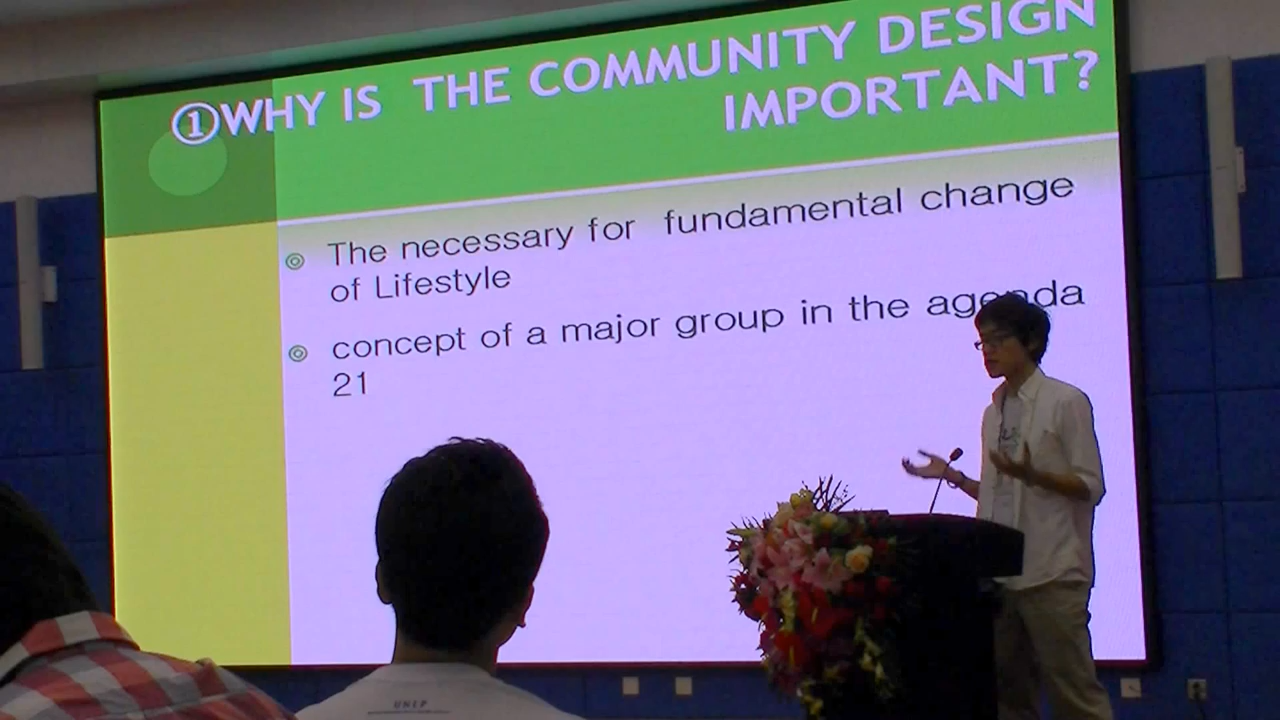 ①WHY IS THE COMMUNITY DESIGN
IMPORTANT?
◎ The necessary for fundamental change
of Lifestyle
◎ concept of a major group in the agenda
21
UNEP